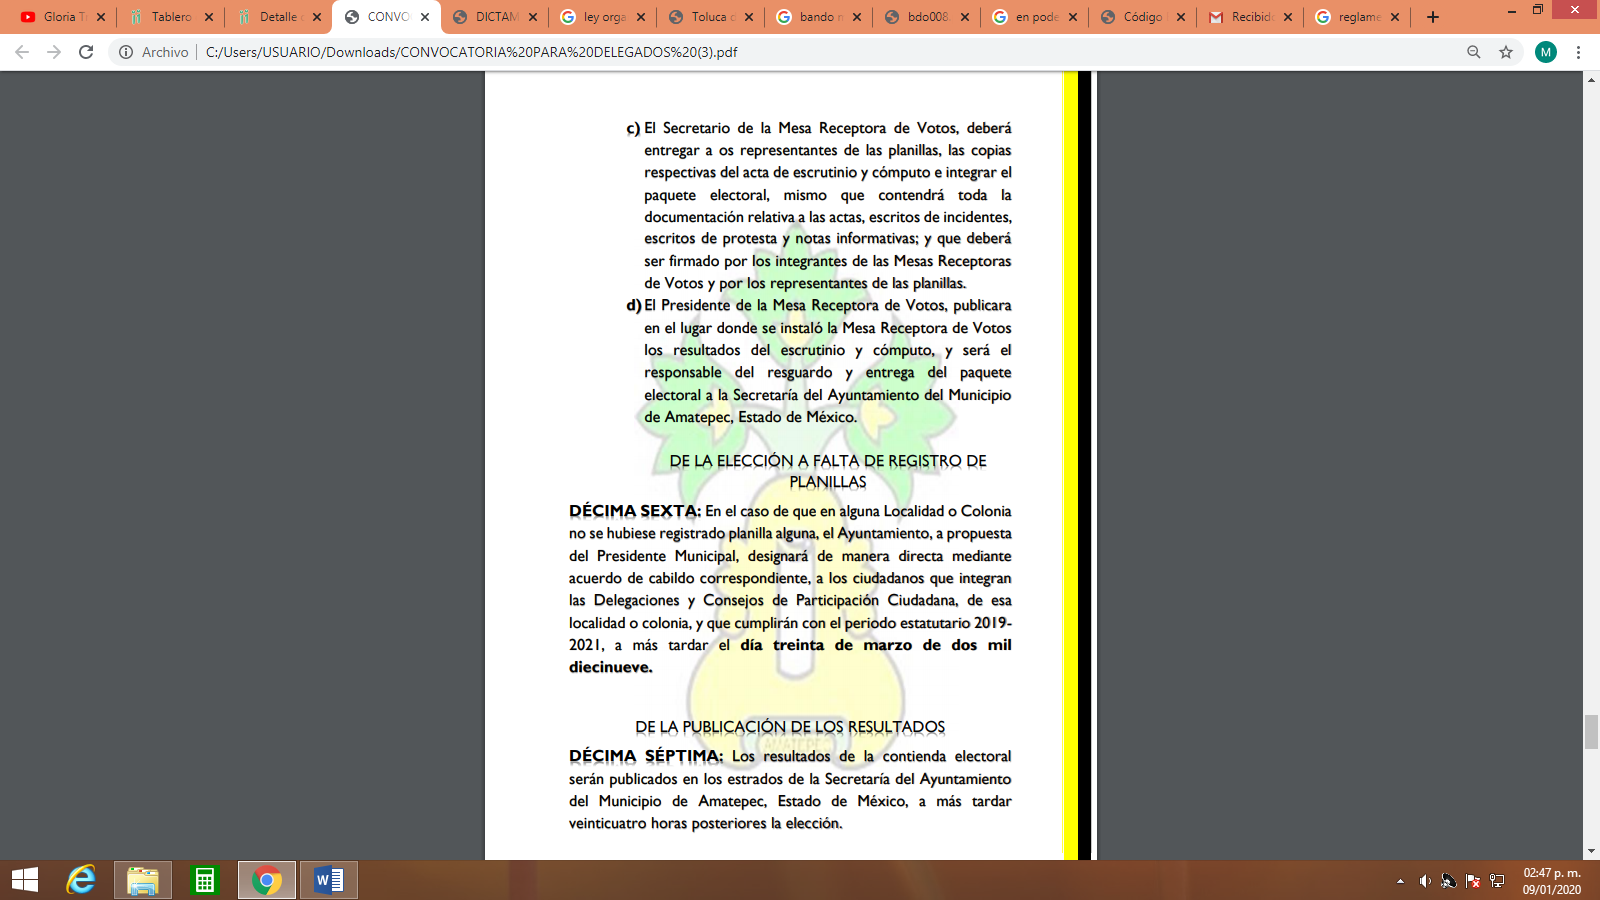 Gloria T
Tablero
Detalle
CONVO
DICTAM
ley orga
Toluca
bando
bdo008
en pode
Código
Recibid
reglame
Archivo
C:/Users/USUARIO/Downloads/CONVOCATORIA%20PARA%20DELEGADOS%20(3).pdf
M
c) El Secretario de la Mesa Receptora de Votos, deberá
entregar a os representantes de las planillas, las copias
respectivas del acta de escrutinio y cómputo e integrar el
paquete electoral, mismo que contendrá toda la
documentación relativa a las actas, escritos de incidentes,
escritos de protesta y notas informativas; y que deberá
ser firmado por los integrantes de las Mesas Receptoras
de Votos y por los representantes de las planillas.
d) El Presidente de la Mesa Receptora de Votos, publicara
en el lugar donde se instaló la Mesa Receptora de Votos
los resultados del escrutinio y cómputo, y será el
responsable del resguardo y entrega del paquete
electoral a la Secretaría del Ayuntamiento del Municipio
de Amatepec, Estado de México.
DE LA ELECCIÓN A FALTA DE REGISTRO DE
PLANILLAS
DÉCIMA SEXTA: En el caso de que en alguna Localidad o Colonia
no se hubiese registrado planilla alguna, el Ayuntamiento, a propuesta
del Presidente Municipal, designará de manera directa mediante
acuerdo de cabildo correspondiente, a los ciudadanos que integran
las Delegaciones y Consejos de Participación Ciudadana, de esa
localidad o colonia, y que cumplirán con el periodo estatutario 2019-
2021, a más tardar el día treinta de marzo de dos mil
diecinueve.
DE LA PUBLICACIÓN DE LOS RESULTADOS
AMATEPEC
DÉCIMA SÉPTIMA: Los resultados de la contienda electoral
serán publicados en los estrados de la Secretaría del Ayuntamiento
del Municipio de Amatepec, Estado de México, a más tardar
veinticuatro horas posteriores la elección.
02:47 p. m.
09/01/2020